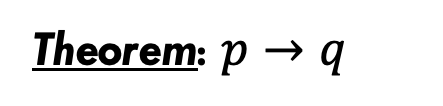 Theorem: p → q